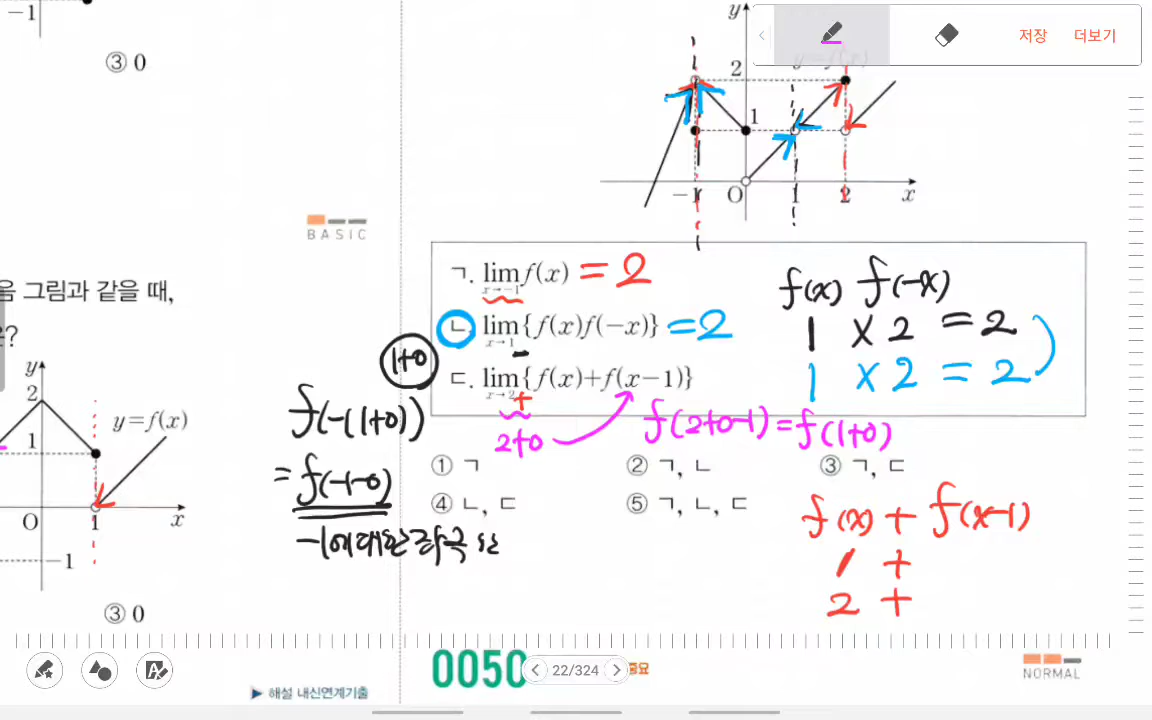 -1
③ 0
BASIC
음 그림과 같을 때,
?
y
2
1
y=f(x)
O
1
x
-1
③ 0
▶ 해설 내신연계기출
y
저장
더보기
2
y=f(x)
1
-1
O
1
2
x
ㄱ. lim x→-1 f(x) = 2
ㄴ. lim x→1 {f(x)f(-x)} = 2
ㄷ. lim x→2 {f(x)+f(x-1)}
+
f(x) f(-x)
1 × 2 = 2
1 × 2 = 2
1+0
f(-(1+0))
= f(-1-0)
-1에 대한 좌극한
2+0
f(2+0-1)=f(1+0)
① ㄱ
② ㄱ, ㄴ
③ ㄱ, ㄷ
④ ㄴ, ㄷ
⑤ ㄱ, ㄴ, ㄷ
f(x) + f(x-1)
1 +
2 +
0050
22/324
요
NORMAL